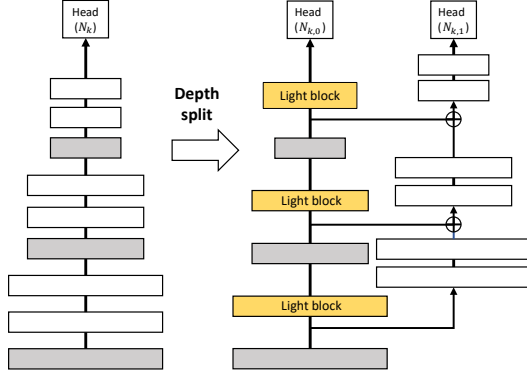 Head
(N_k)
Depth
split
Head
(N_{k,0})
Head
(N_{k,1})
Light block
Light block
Light block